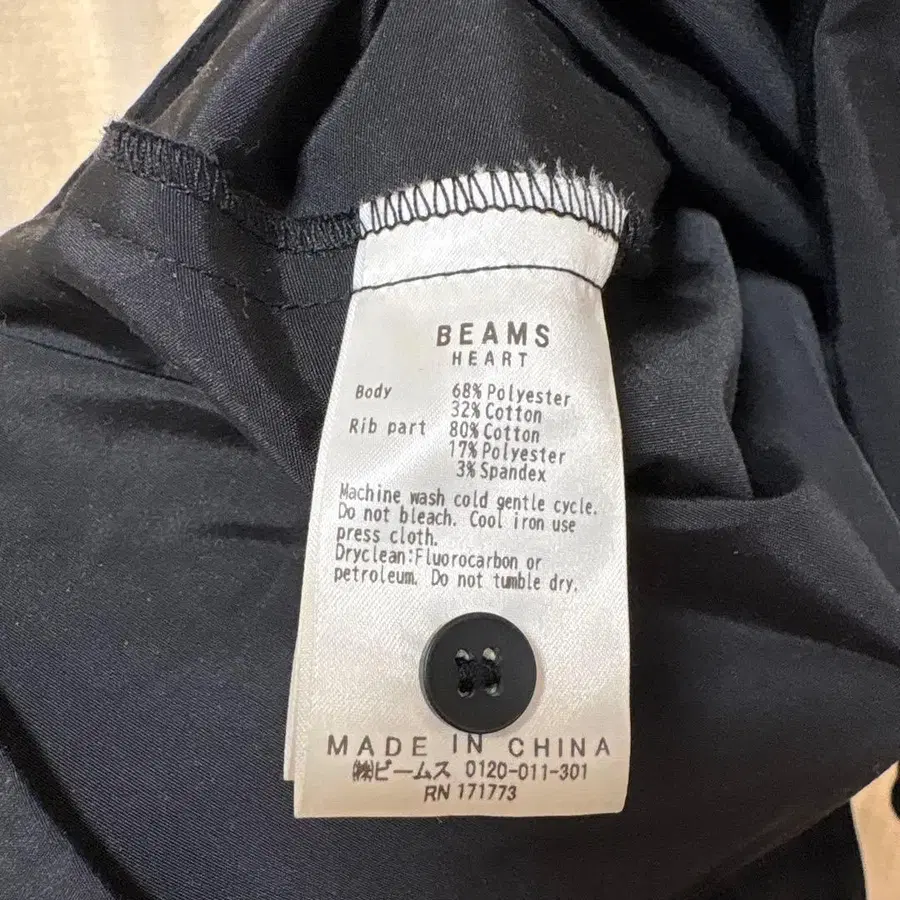 BEAMS
HEART
Body 68% Polyester
32% Cotton
Rib part 80% Cotton
17% Polyester
3% Spandex
Machine wash cold gentle cycle.
Do not bleach. Cool iron use
press cloth.
Dryclean:Fluorocarbon or
petroleum. Do not tumble dry.
MADE IN CHINA
㈱ビームス 0120-011-301
RN 171773